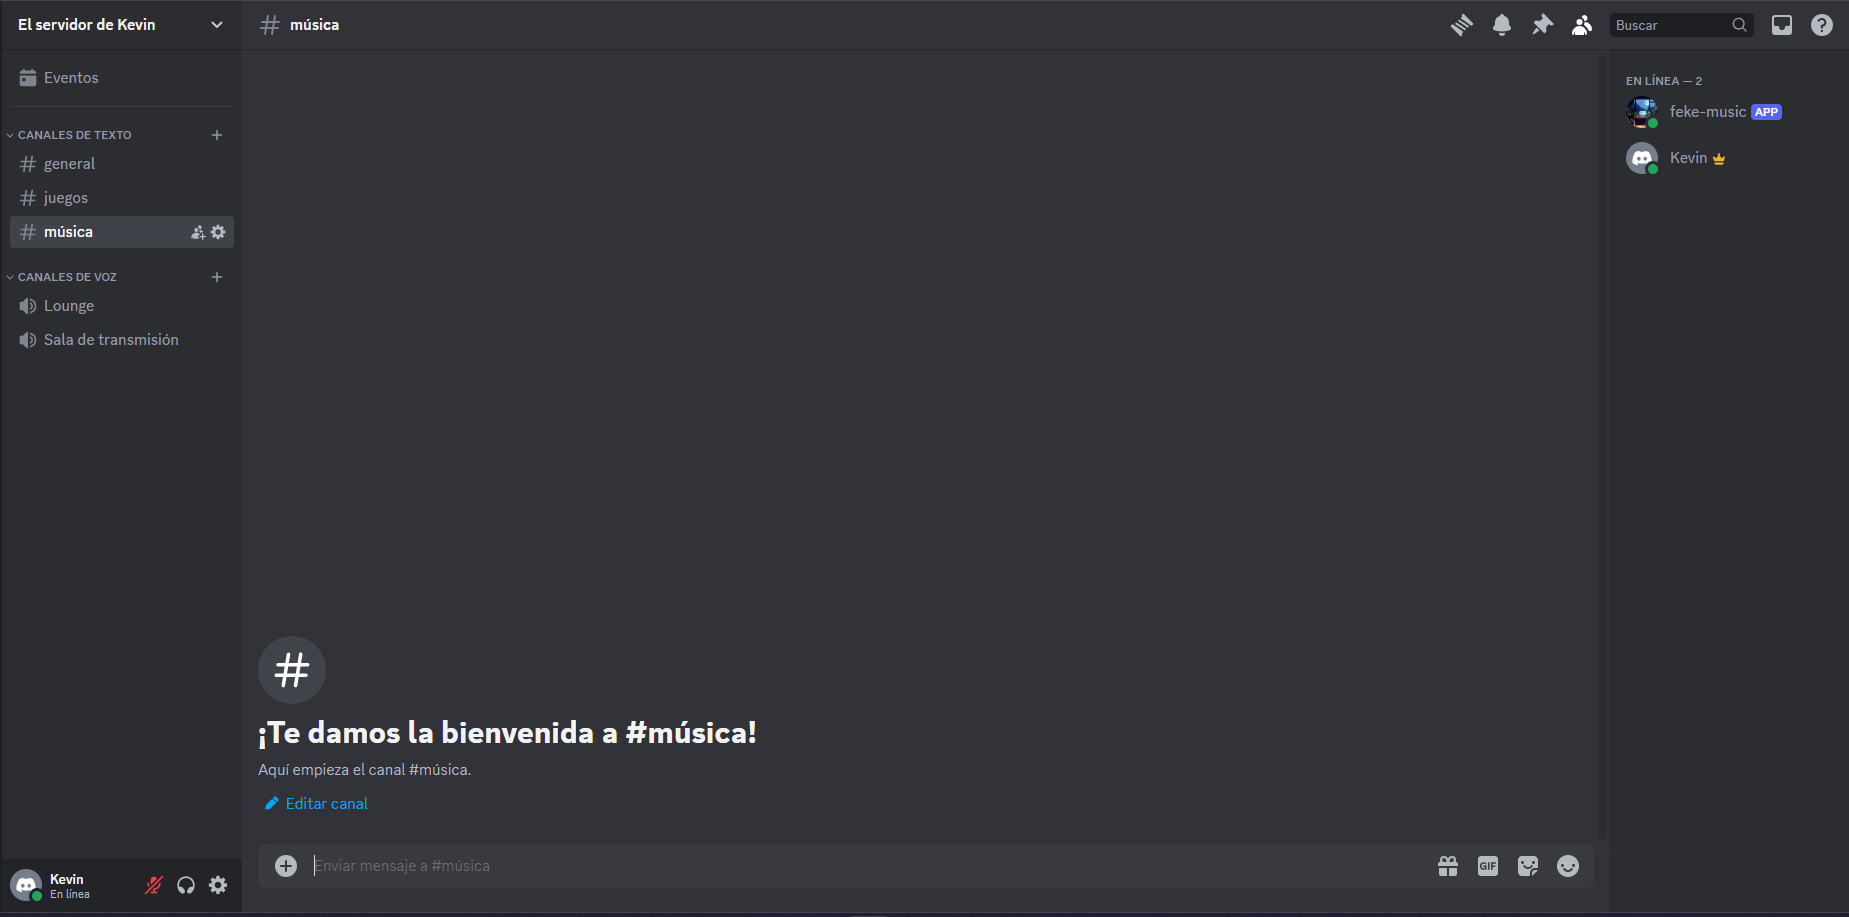 El servidor de Kevin
música
Buscar
Eventos
CANALES DE TEXTO
general
juegos
música
CANALES DE VOZ
Lounge
Sala de transmisión
¡Te damos la bienvenida a #música!
Aquí empieza el canal #música.
Editar canal
Enviar mensaje a #música
GIF
Kevin
En línea
EN LÍNEA — 2
feke-music APP
Kevin